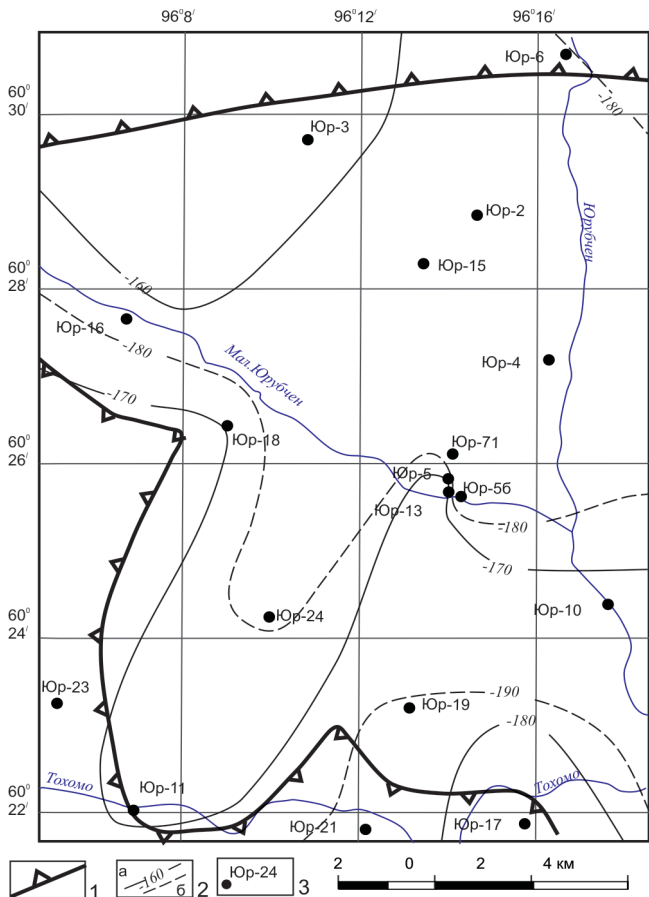 96°8' 96°12' 96°16'
Юр-6
60°
30'
-180
Юр-3
Юр-2
Юрубчен
Юр-15
60°
28'
-160
Юр-16
-180
Мал.Юрубчен
Юр-4
-170
Юр-18
Юр-71
60°
26'
Юр-5
Юр-56
Юр-13
-180
-170
Юр-10
60°
24'
Юр-24
Юр-23
-190
Юр-19
-180
Тохомо
Юр-11
Тохомо
60°
22'
Юр-21
Юр-17
1
а
-160
б
2
Юр-24
3
2 0 2 4 км